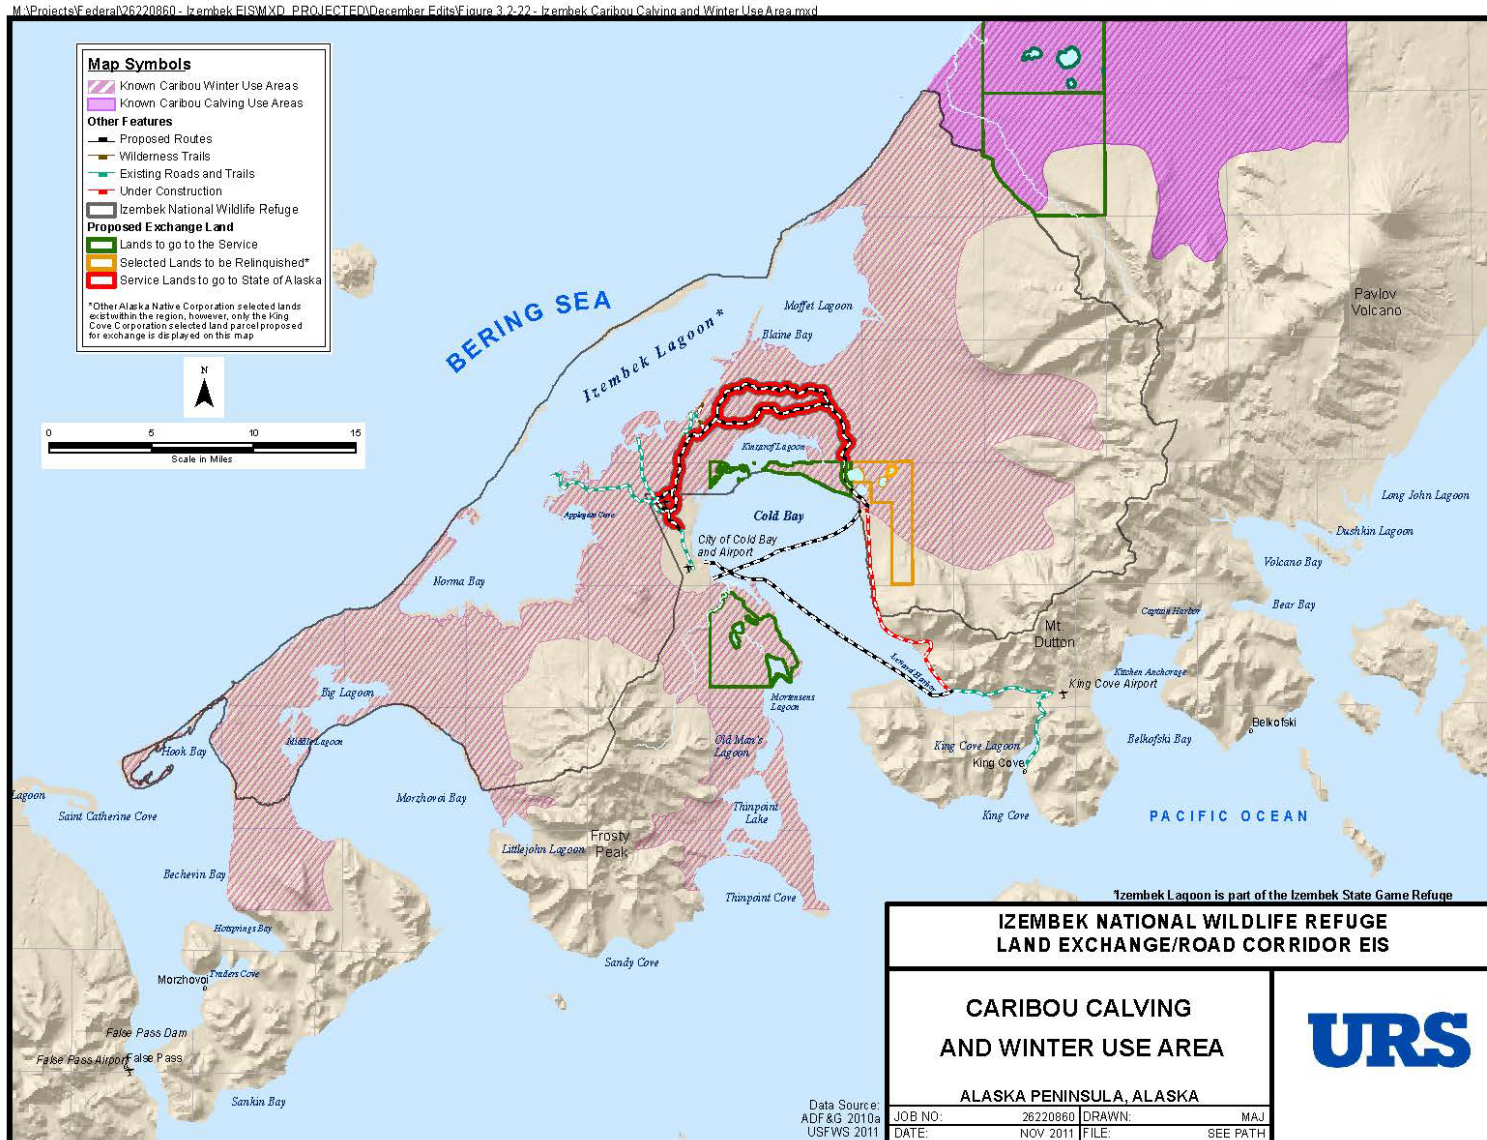 M:\Projects\Federal\26220860 - Izembek EIS\MXD_PROJECTED\December Edits\Figure 3.2-22 - Izembek Caribou Calving and Winter Use Area.mxd
Map Symbols
Known Caribou Winter Use Areas
Known Caribou Calving Use Areas
Other Features
Proposed Routes
Wilderness Trails
Existing Roads and Trails
Under Construction
Izembek National Wildlife Refuge
Proposed Exchange Land
Lands to go to the Service
Selected Lands to be Relinquished*
Service Lands to go to State of Alaska
*Other Alaska Native Corporation selected lands
exist within the region, however, only the King
Cove Corporation selected land parcel proposed
for exchange is displayed on this map
N
0 5 10 15
Scale in Miles
BERING SEA
Izembek Lagoon*
Moffet Lagoon
Blaine Bay
Pavlov
Volcano
Kinzarof Lagoon
Applegate Cove
Cold Bay
City of Cold Bay
and Airport
Norma Bay
Long John Lagoon
Dushkin Lagoon
Volcano Bay
Bear Bay
Captain Harbor
Mt
Dutton
Lenard Harbor
Kitchen Anchorage
King Cove Airport
Big Lagoon
Middle Lagoon
Hook Bay
Mortensens
Lagoon
Old Man's
Lagoon
King Cove Lagoon
King Cove
Belkofski
Belkofski Bay
Lagoon
Saint Catherine Cove
Morzhovoi Bay
Thinpoint
Lake
King Cove
PACIFIC OCEAN
Frosty
Peak
Littlejohn Lagoon
Bechevin Bay
Thinpoint Cove
Hotsprings Bay
Sandy Cove
Morzhovoi
Traders Cove
False Pass Dam
False Pass Airport
False Pass
Sankin Bay
*Izembek Lagoon is part of the Izembek State Game Refuge
IZEMBEK NATIONAL WILDLIFE REFUGE
LAND EXCHANGE/ROAD CORRIDOR EIS
CARIBOU CALVING
AND WINTER USE AREA
ALASKA PENINSULA, ALASKA
URS
Data Source:
ADF&G 2010a
USFWS 2011
JOB NO: 26220860 DRAWN: MAJ
DATE: NOV 2011 FILE: SEE PATH